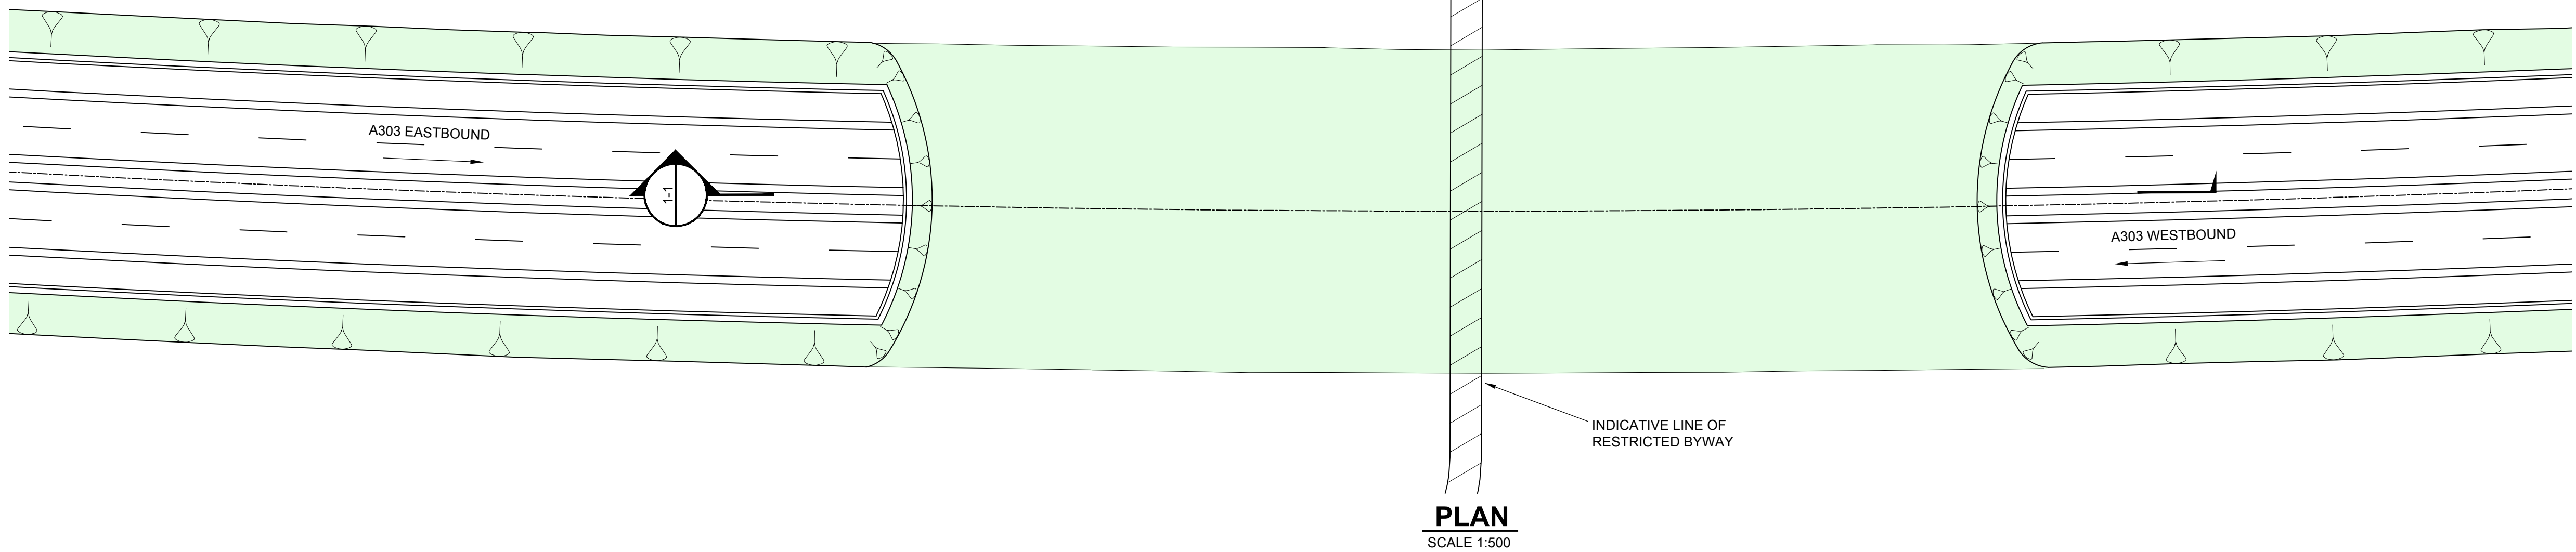 A303 EASTBOUND
1-1
A303 WESTBOUND
INDICATIVE LINE OF
RESTRICTED BYWAY
PLAN
SCALE 1:500